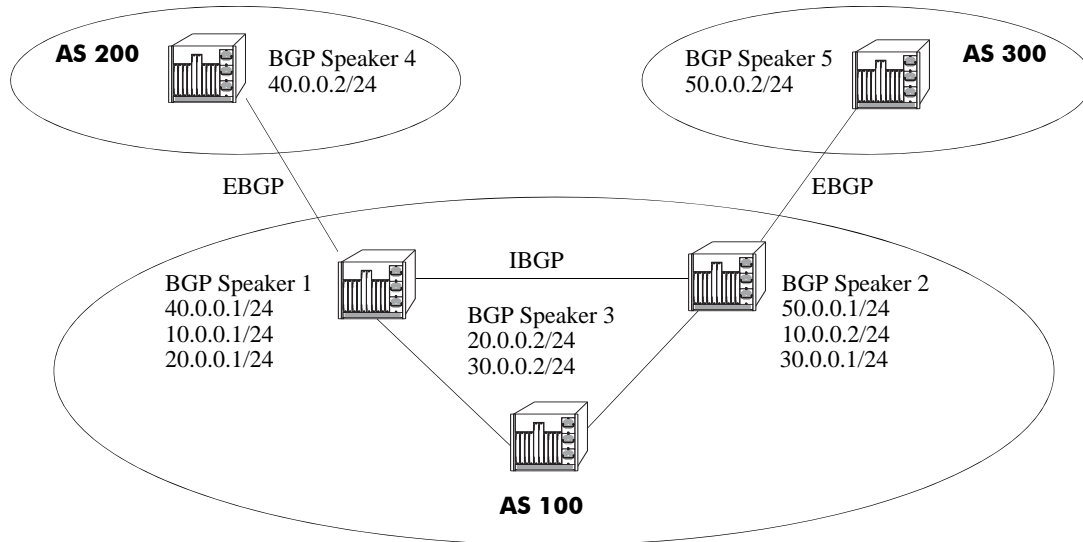 AS 200
BGP Speaker 4
40.0.0.2/24
BGP Speaker 5
50.0.0.2/24
AS 300
EBGP
EBGP
IBGP
BGP Speaker 1
40.0.0.1/24
10.0.0.1/24
20.0.0.1/24
BGP Speaker 3
20.0.0.2/24
30.0.0.2/24
BGP Speaker 2
50.0.0.1/24
10.0.0.2/24
30.0.0.1/24
AS 100